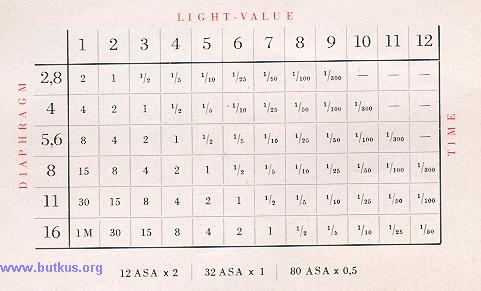 LIGHT-VALUE
1 2 3 4 5 6 7 8 9 10 11 12
DIAPHRAGM
2,8 2 1 1/2 1/5 1/10 1/25 1/50 1/100 1/300 — — —
4 4 2 1 1/2 1/5 1/10 1/25 1/50 1/100 1/300 — —
5,6 8 4 2 1 1/2 1/5 1/10 1/25 1/50 1/100 1/300 —
8 15 8 4 2 1 1/2 1/5 1/10 1/25 1/50 1/100 1/300
11 30 15 8 4 2 1 1/2 1/5 1/10 1/25 1/50 1/100
16 1 M 30 15 8 4 2 1 1/2 1/5 1/10 1/25 1/50
TIME
www.butkus.org
12 ASA x 2 | 32 ASA x 1 | 80 ASA x 0,5